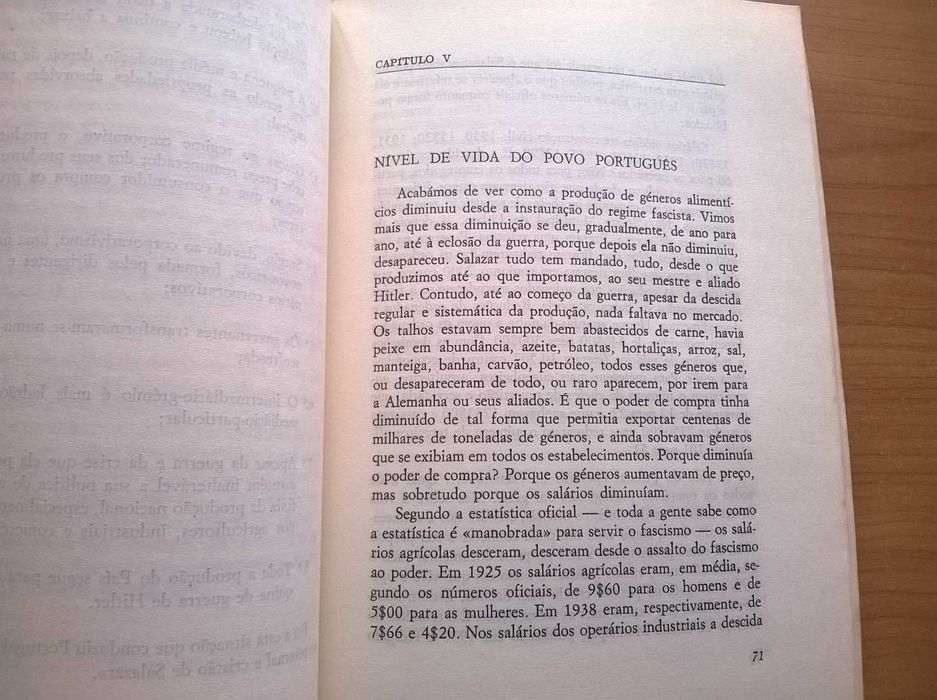 CAPÍTULO V
NÍVEL DE VIDA DO POVO PORTUGUÊS
Acabámos de ver como a produção de géneros alimentí-
cios diminuiu desde a instauração do regime fascista. Vimos
mais que essa diminuição se deu, gradualmente, de ano para
ano, até à eclosão da guerra, porque depois ela não diminuiu,
desapareceu. Salazar tudo tem mandado, tudo, desde o que
produzimos até ao que importamos, ao seu mestre e aliado
Hitler. Contudo, até ao começo da guerra, apesar da descida
regular e sistemática da produção, nada faltava no mercado.
Os talhos estavam sempre bem abastecidos de carne, havia
peixe em abundância, azeite, batatas, hortaliças, arroz, sal,
manteiga, banha, carvão, petróleo, todos esses géneros que,
ou desapareceram de todo, ou raro aparecem, por irem para
a Alemanha ou seus aliados. É que o poder de compra tinha
diminuído de tal forma que permitia exportar centenas de
milhares de toneladas de géneros, e ainda sobravam géneros
que se exibiam em todos os estabelecimentos. Porque diminuía
o poder de compra? Porque os géneros aumentavam de preço,
mas sobretudo porque os salários diminuíam.
Segundo a estatística oficial — e toda a gente sabe como
a estatística é «manobrada» para servir o fascismo — os salá-
rios agrícolas desceram, desceram desde o assalto do fascismo
ao poder. Em 1925 os salários agrícolas eram, em média, se-
gundo os números oficiais, de 9$60 para os homens e de
5$00 para as mulheres. Em 1938 eram, respectivamente, de
7$66 e 4$20. Nos salários dos operários industriais a descida
71